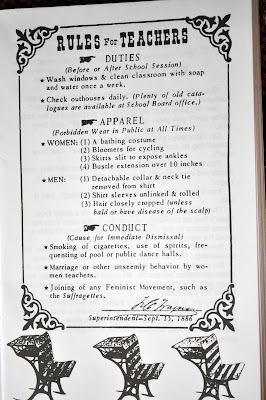 RULES For TEACHERS
DUTIES
(Before or After School Session)
★ Wash windows & clean classroom with soap
and water once a week.
★ Check outhouses daily. (Plenty of old cata-
logues are available at School Board office.)
APPAREL
(Forbidden Wear in Public at All Times)
★ WOMEN: (1) A bathing costume
(2) Bloomers for cycling
(3) Skirts slit to expose ankles
(4) Bustle extension over 10 inches
★ MEN: (1) Detachable collar & neck tie
removed from shirt
(2) Shirt sleeves unlinked & rolled
(3) Hair closely cropped (unless
bald or have disease of the scalp)
CONDUCT
(Cause for Immediate Dismissal)
★ Smoking of cigarettes, use of spirits, fre-
quenting of pool or public dance halls.
★ Marriage or other unseemly behavior by wo-
men teachers.
★ Joining of any Feminist Movement, such as
the Suffragettes.
Superintendent—Sept. 15, 1886